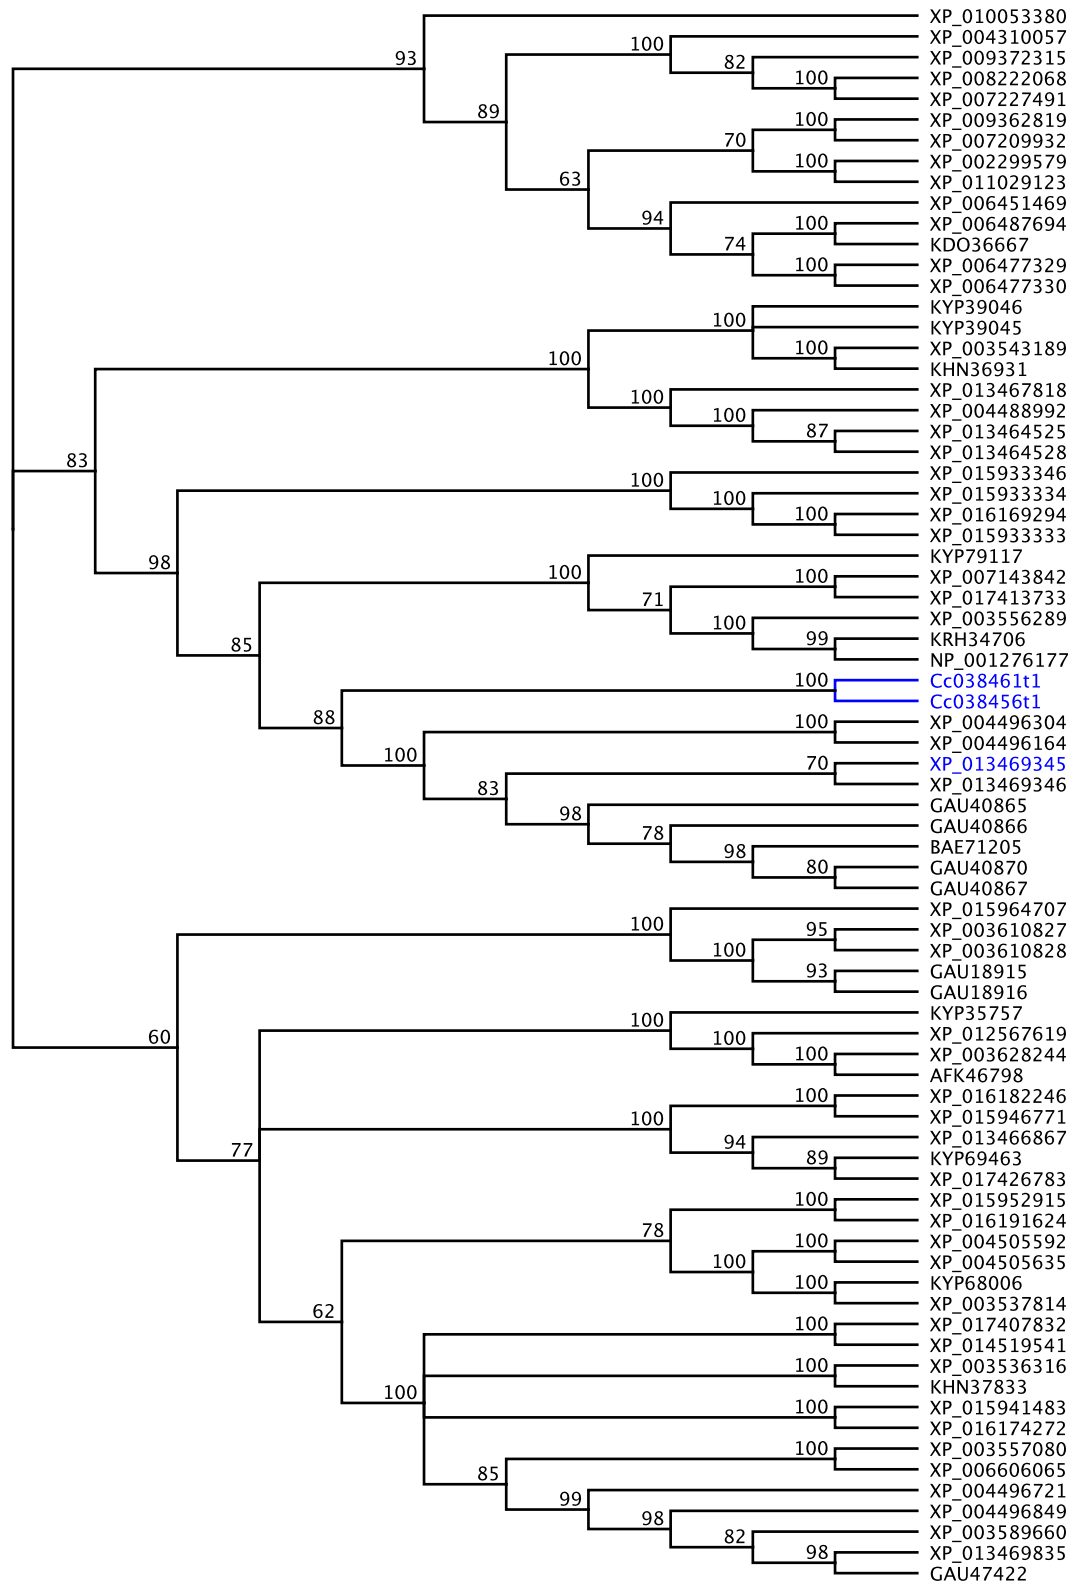 XP_010053380
XP_004310057
100
93
XP_009372315
82
XP_008222068
100
XP_007227491
89
XP_009362819
100
XP_007209932
70
XP_002299579
100
XP_011029123
63
XP_006451469
94
XP_006487694
100
KDO36667
74
XP_006477329
100
XP_006477330
KYP39046
100
KYP39045
XP_003543189
100
KHN36931
100
XP_013467818
100
XP_004488992
100
XP_013464525
87
XP_013464528
83
XP_015933346
100
XP_015933334
100
XP_016169294
100
XP_015933333
98
KYP79117
100
XP_007143842
100
XP_017413733
71
XP_003556289
100
KRH34706
99
NP_001276177
85
Cc038461t1
100
Cc038456t1
88
XP_004496304
100
XP_004496164
100
XP_013469345
70
XP_013469346
83
GAU40865
98
GAU40866
78
BAE71205
98
GAU40870
80
GAU40867
XP_015964707
100
XP_003610827
95
XP_003610828
100
GAU18915
93
GAU18916
60
KYP35757
100
XP_012567619
100
XP_003628244
100
AFK46798
XP_016182246
100
XP_015946771
100
XP_013466867
94
77
KYP69463
89
XP_017426783
XP_015952915
100
XP_016191624
78
XP_004505592
100
XP_004505635
100
KYP68006
100
XP_003537814
62
XP_017407832
100
XP_014519541
XP_003536316
100
KHN37833
100
XP_015941483
100
XP_016174272
XP_003557080
100
XP_006606065
85
XP_004496721
99
XP_004496849
98
XP_003589660
82
XP_013469835
98
GAU47422